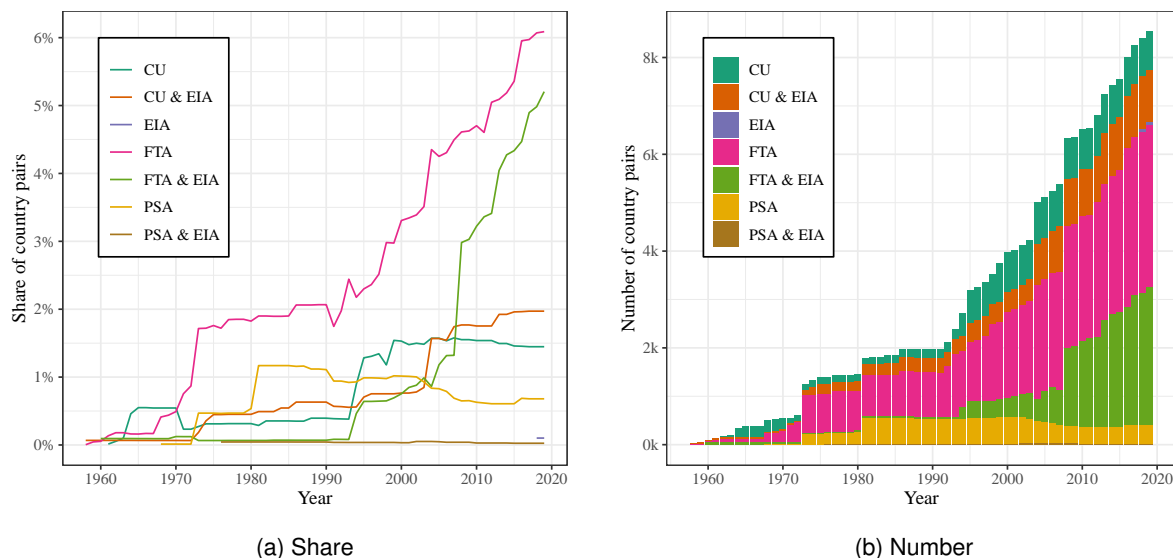 6%
5%
4%
3%
2%
1%
0%
Share of country pairs
CU
CU & EIA
EIA
FTA
FTA & EIA
PSA
PSA & EIA
1960 1970 1980 1990 2000 2010 2020
Year
(a) Share
8k
6k
4k
2k
0k
Number of country pairs
CU
CU & EIA
EIA
FTA
FTA & EIA
PSA
PSA & EIA
1960 1970 1980 1990 2000 2010 2020
Year
(b) Number